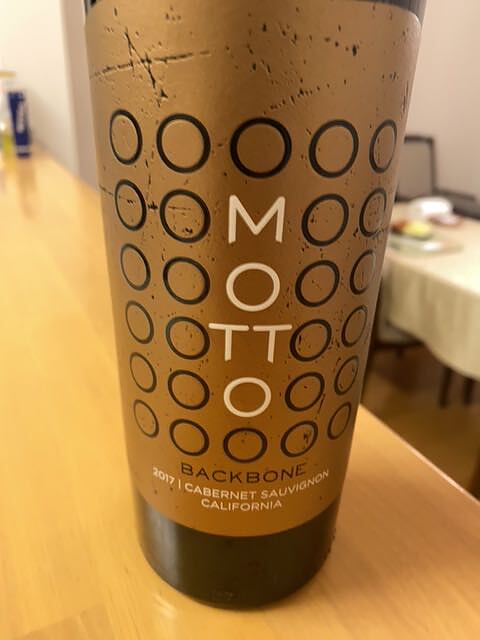 M
O
TT
O
BACKBONE
2017 | CABERNET SAUVIGNON
CALIFORNIA